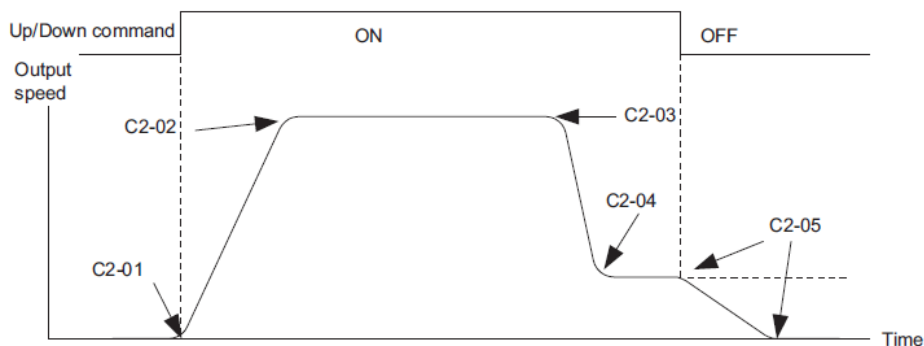 Up/Down command
ON
OFF
Output
speed
C2-02
C2-03
C2-04
C2-05
C2-01
Time